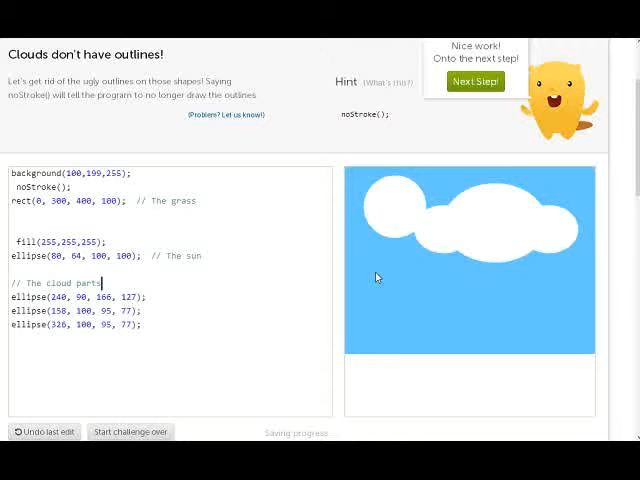 Clouds don't have outlines!
Let's get rid of the ugly outlines on those shapes! Saying
noStroke() will tell the program to no longer draw the outlines
(Problem? Let us know!)
Hint (What's this?)
noStroke();
Nice work!
Onto the next step!
Next Step!
background(100,199,255);
noStroke();
rect(0, 300, 400, 100); // The grass
fill(255,255,255);
ellipse(80, 64, 100, 100); // The sun
// The cloud parts
ellipse(240, 90, 166, 127);
ellipse(158, 100, 95, 77);
ellipse(326, 100, 95, 77);
Undo last edit
Start challenge over
Saving progress...